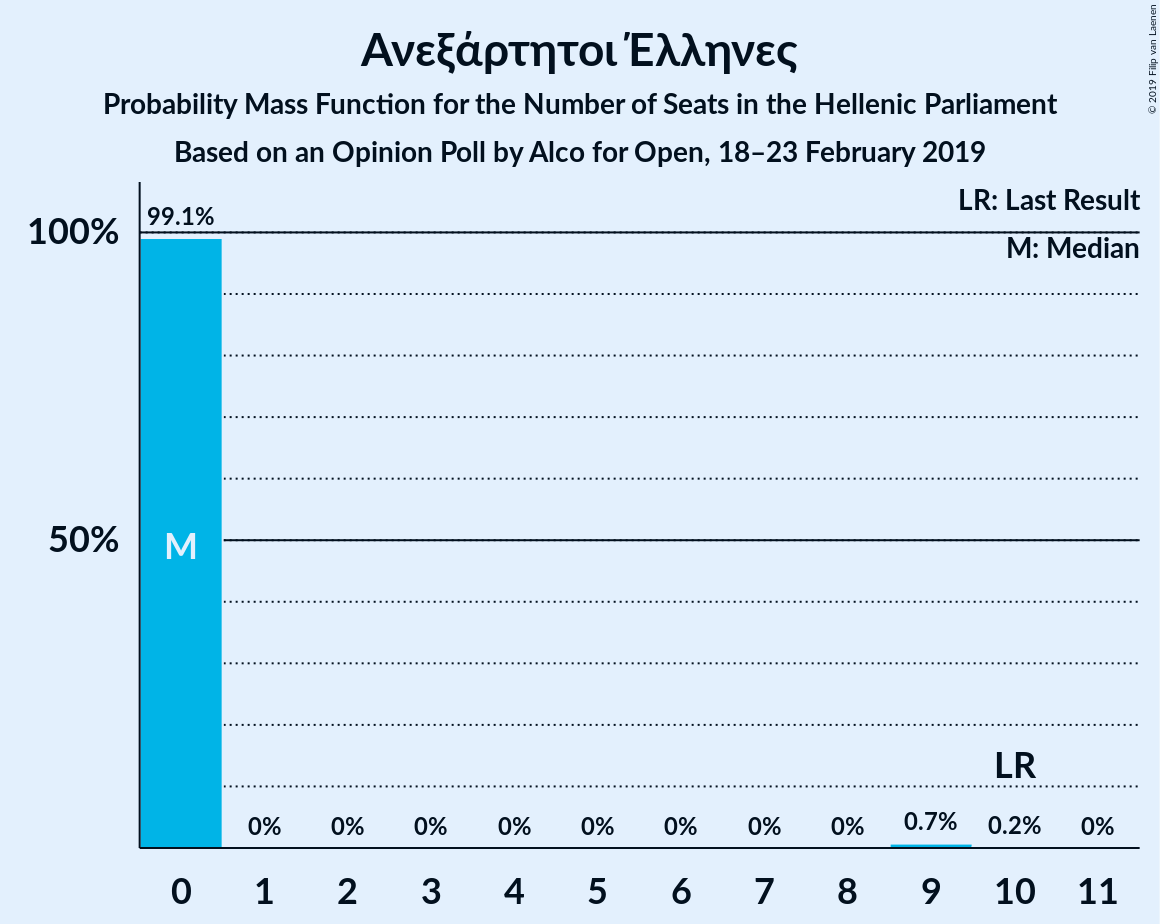 Ανεξάρτητοι Έλληνες
Probability Mass Function for the Number of Seats in the Hellenic Parliament
Based on an Opinion Poll by Alco for Open, 18–23 February 2019
© 2019 Filip van Laenen
LR: Last Result
M: Median
99.1%
100%
50%
M
LR
0% 0% 0% 0% 0% 0% 0% 0% 0.7% 0.2% 0%
0 1 2 3 4 5 6 7 8 9 10 11